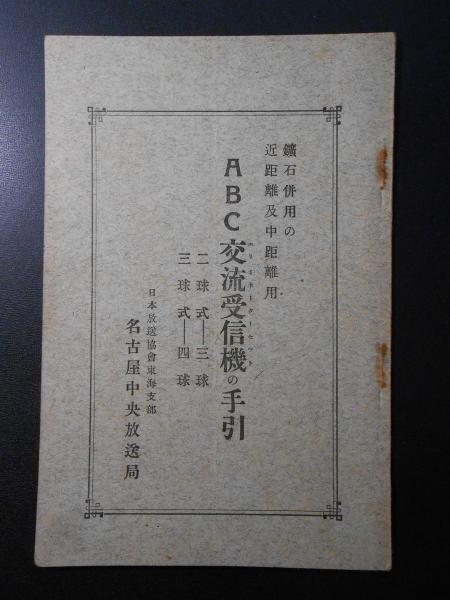 鑛石併用の
近距離及中距離用
ABC交流受信機の手引
二球式―三球
三球式―四球
日本放送協會東海支部
名古屋中央放送局